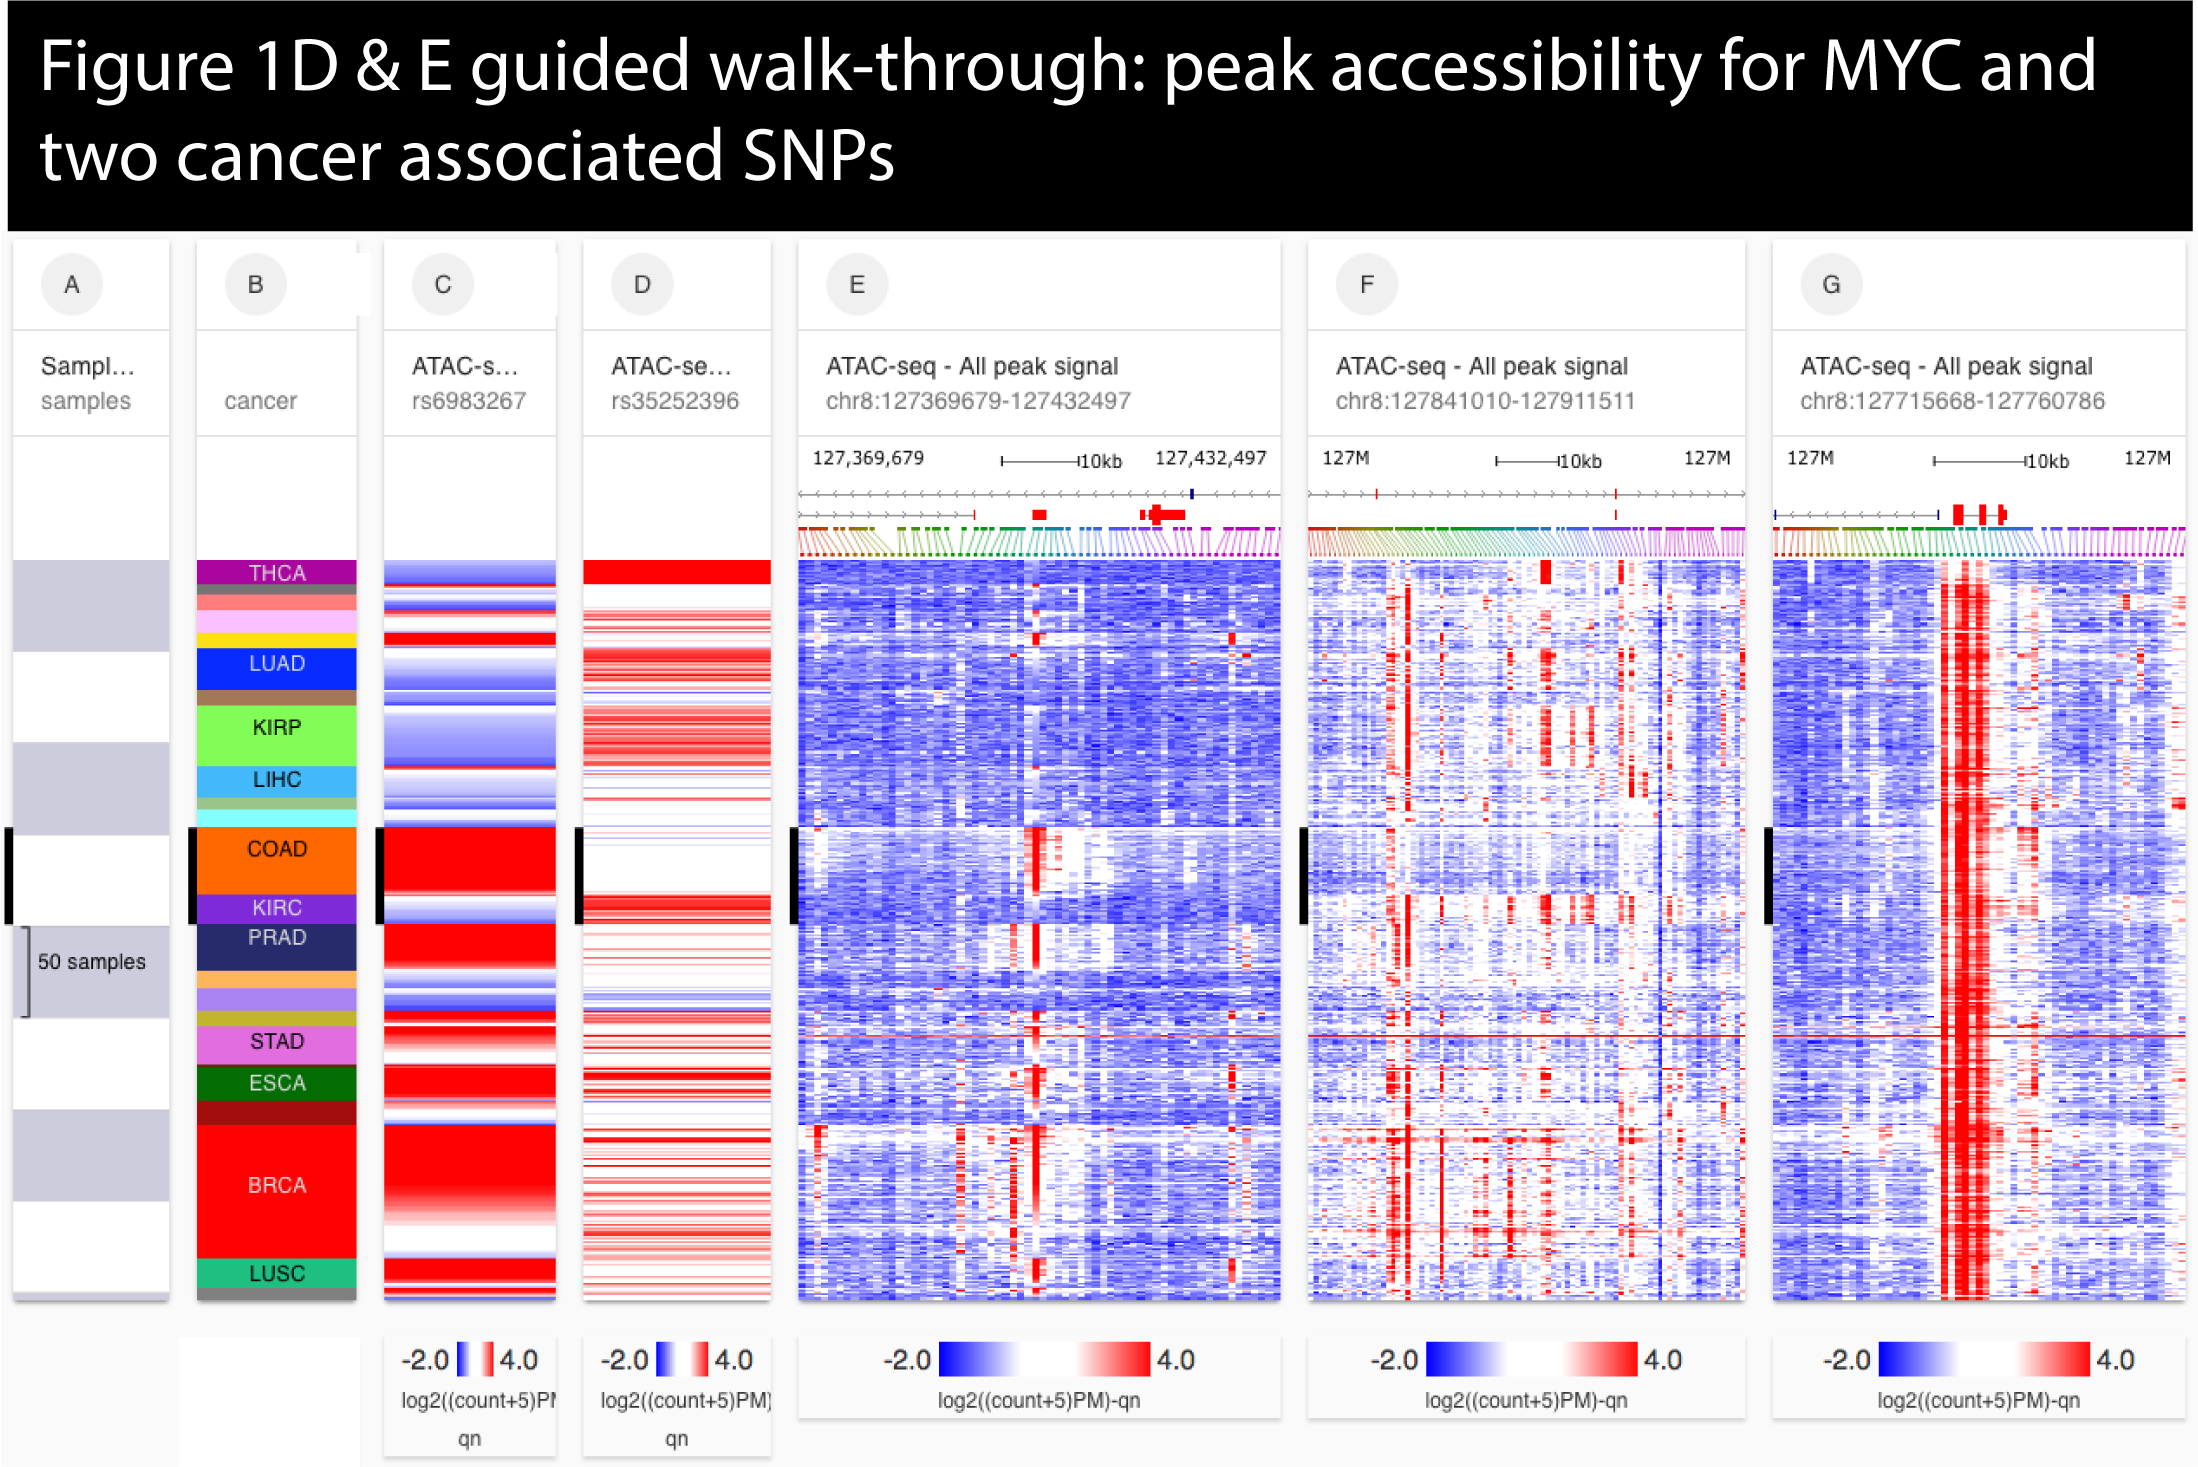 Figure 1D & E guided walk-through: peak accessibility for MYC and
two cancer associated SNPs
A
B
C
D
E
F
G
Sampl...
samples
cancer
ATAC-s...
rs6983267
ATAC-se...
rs35252396
ATAC-seq - All peak signal
chr8:127369679-127432497
ATAC-seq - All peak signal
chr8:127841010-127911511
ATAC-seq - All peak signal
chr8:127715668-127760786
127,369,679
10kb
127,432,497
127M
10kb
127M
127M
10kb
127M
THCA
LUAD
KIRP
LIHC
COAD
KIRC
PRAD
50 samples
STAD
ESCA
BRCA
LUSC
-2.0 4.0
log2((count+5)PM
qn
-2.0 4.0
log2((count+5)PM)
qn
-2.0 4.0
log2((count+5)PM)-qn
-2.0 4.0
log2((count+5)PM)-qn
-2.0 4.0
log2((count+5)PM)-qn